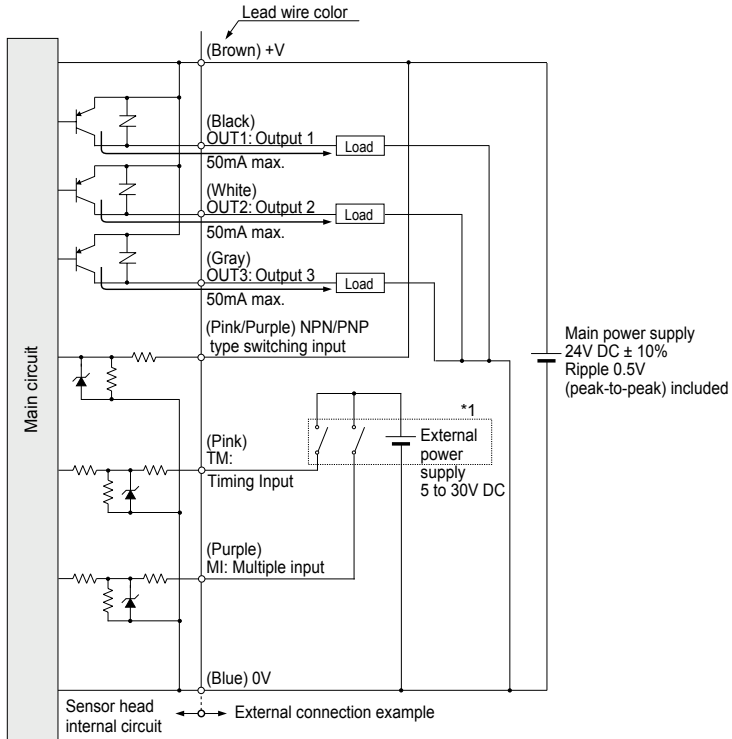 Lead wire color
(Brown) +V
(Black)
OUT1: Output 1
Load
50mA max.
(White)
OUT2: Output 2
Load
50mA max.
(Gray)
OUT3: Output 3
Load
50mA max.
(Pink/Purple) NPN/PNP
type switching input
Main power supply
24V DC ± 10%
Ripple 0.5V
(peak-to-peak) included
Main circuit
*1
External
power
supply
5 to 30V DC
(Pink)
TM:
Timing Input
(Purple)
MI: Multiple input
(Blue) 0V
Sensor head
internal circuit
External connection example